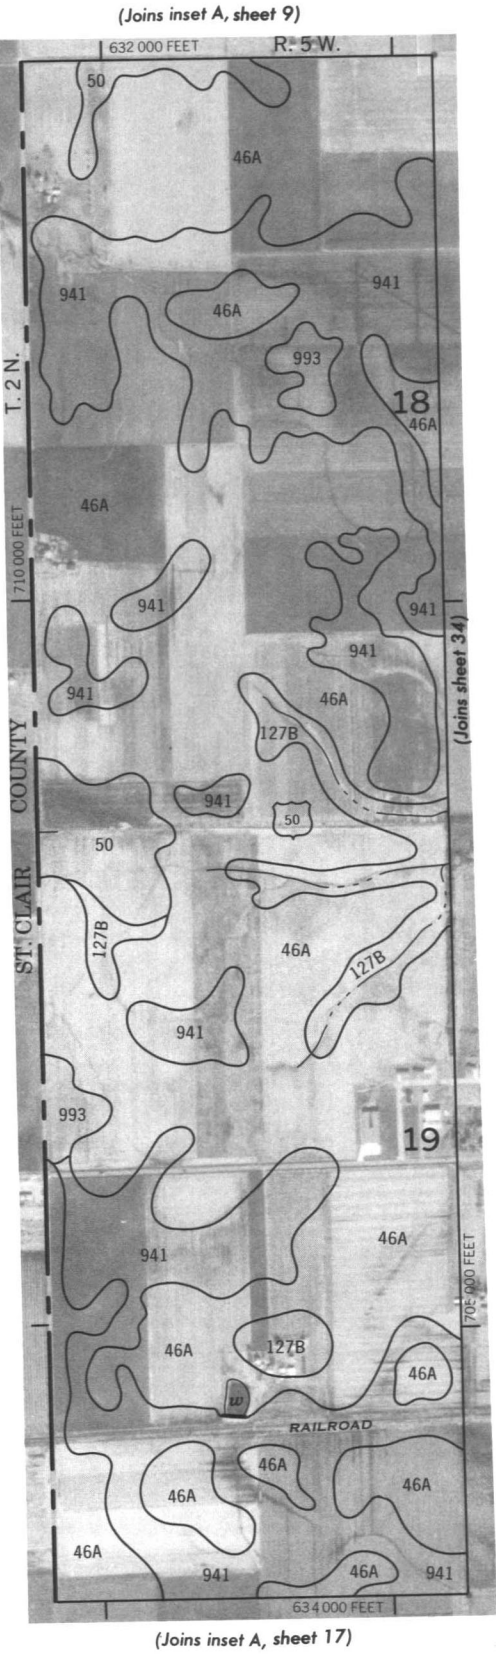 (Joins inset A, sheet 9)
632 000 FEET
R. 5 W.
50
46A
941
941
46A
993
T. 2 N.
18
46A
46A
710 000 FEET
941
941
941
941
(Joins sheet 34)
46A
127B
ST. CLAIR COUNTY
941
50
50
127B
46A
127B
941
993
19
46A
941
705 000 FEET
46A
127B
46A
w
RAILROAD
46A
46A
46A
46A
941
46A
941
634 000 FEET
(Joins inset A, sheet 17)